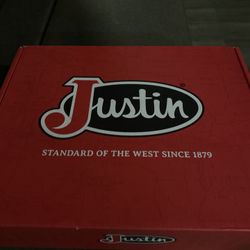 Justin
STANDARD OF THE WEST SINCE 1879
Justin